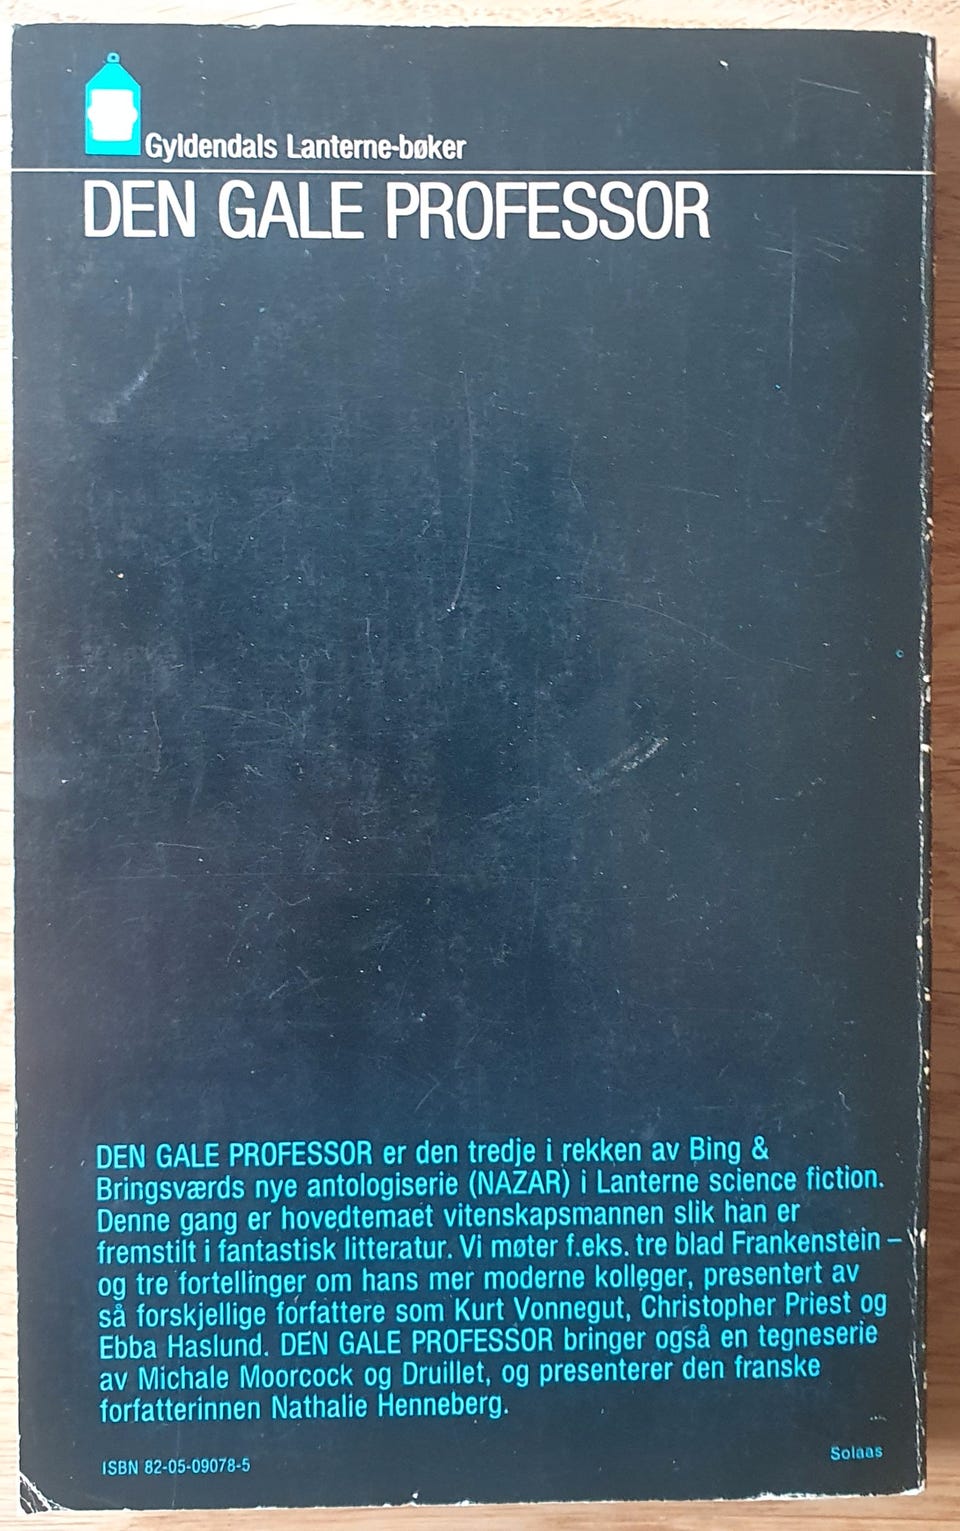 Gyldendals Lanterne-bøker
DEN GALE PROFESSOR
DEN GALE PROFESSOR er den tredje i rekken av Bing &
Bringsværds nye antologiserie (NAZAR) i Lanterne science fiction.
Denne gang er hovedtemaet vitenskapsmannen slik han er
fremstilt i fantastisk litteratur. Vi møter f.eks. tre blad Frankenstein –
og tre fortellinger om hans mer moderne kolleger, presentert av
så forskjellige forfattere som Kurt Vonnegut, Christopher Priest og
Ebba Haslund. DEN GALE PROFESSOR bringer også en tegneserie
av Michale Moorcock og Druillet, og presenterer den franske
forfatterinnen Nathalie Henneberg.
ISBN 82-05-09078-5
Solaas